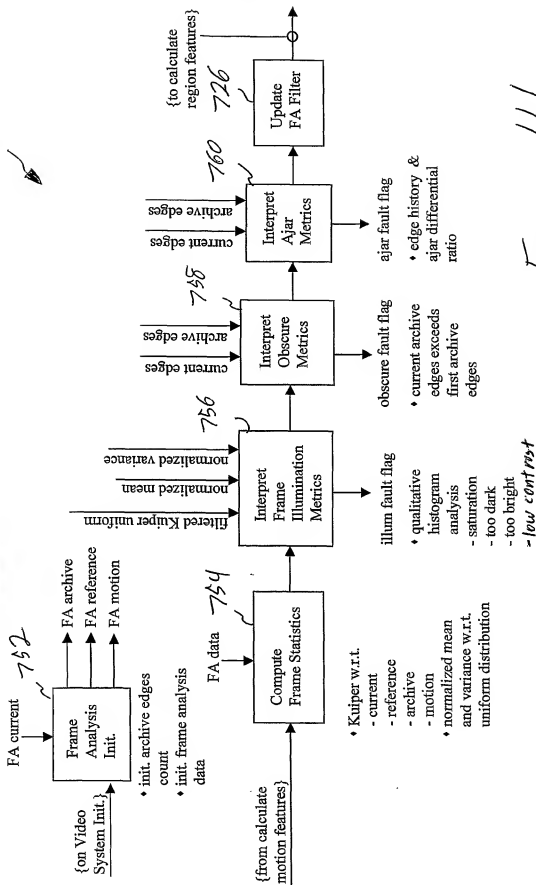 FA current
752
{on Video
System Init.}
Frame
Analysis
Init.
FA archive
FA reference
FA motion
♦ init. archive edges
count
♦ init. frame analysis
data
{from calculate
motion features}
FA data
754
Compute
Frame Statistics
♦ Kuiper w.r.t.
- current
- reference
- archive
- motion
♦ normalized mean
and variance w.r.t.
uniform distribution
filtered Kuiper uniform
normalized mean
normalized variance
756
Interpret
Frame
Illumination
Metrics
illum fault flag
♦ qualitative
histogram
analysis
- saturation
- too dark
- too bright
- low contrast
current edges
archive edges
758
Interpret
Obscure
Metrics
obscure fault flag
♦ current archive
edges exceeds
first archive
edges
current edges
archive edges
760
Interpret
Ajar
Metrics
ajar fault flag
♦ edge history &
ajar differential
ratio
726
Update
FA Filter
{to calculate
region features}